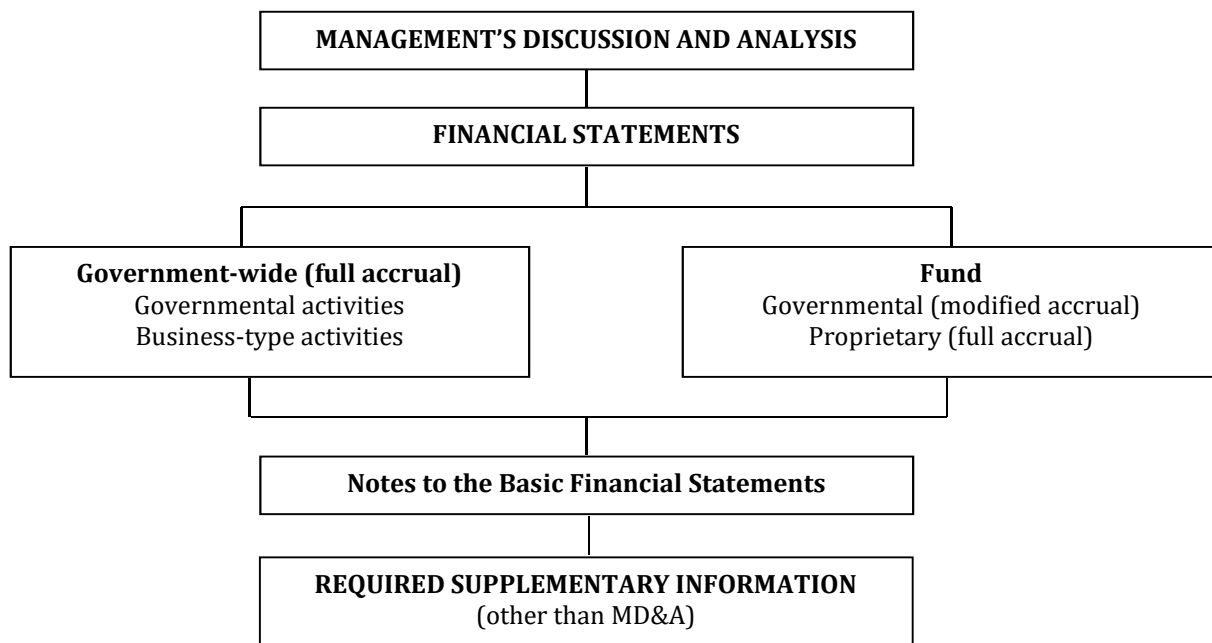 MANAGEMENT’S DISCUSSION AND ANALYSIS
FINANCIAL STATEMENTS
Government-wide (full accrual)
Governmental activities
Business-type activities
Fund
Governmental (modified accrual)
Proprietary (full accrual)
Notes to the Basic Financial Statements
REQUIRED SUPPLEMENTARY INFORMATION
(other than MD&A)